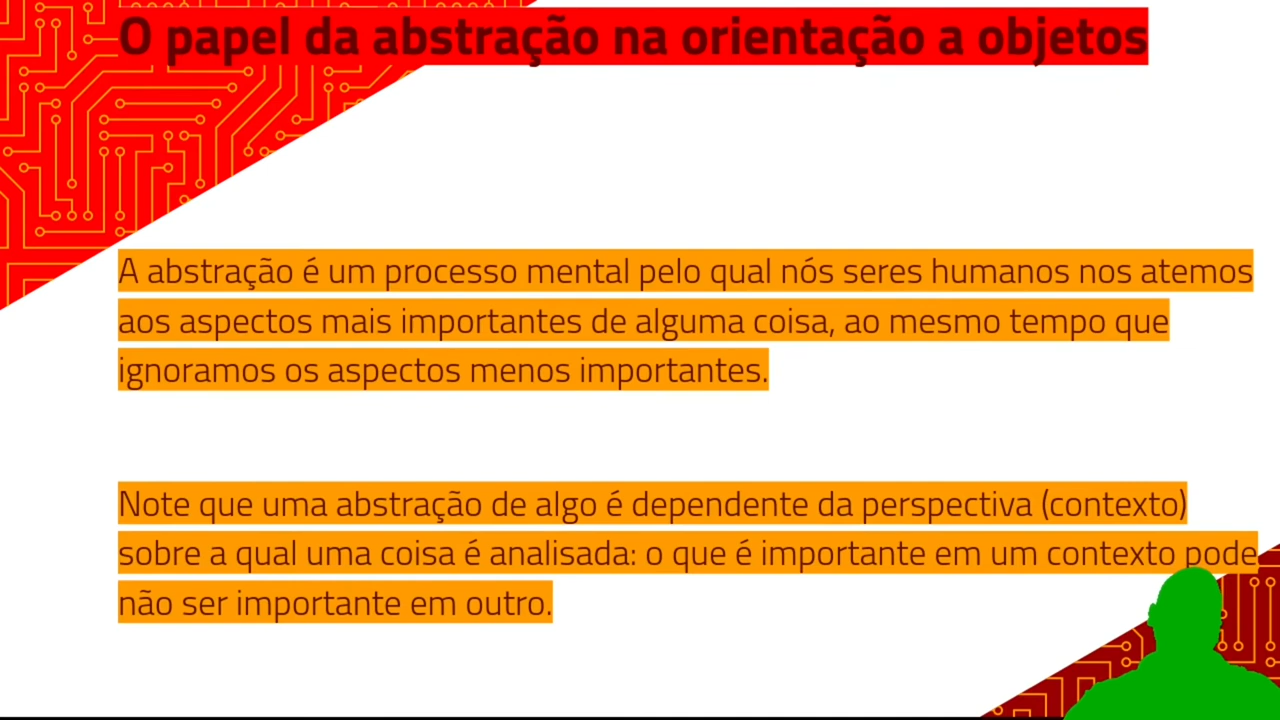 O papel da abstração na orientação a objetos
A abstração é um processo mental pelo qual nós seres humanos nos atemos
aos aspectos mais importantes de alguma coisa, ao mesmo tempo que
ignoramos os aspectos menos importantes.
Note que uma abstração de algo é dependente da perspectiva (contexto)
sobre a qual uma coisa é analisada: o que é importante em um contexto pode
não ser importante em outro.